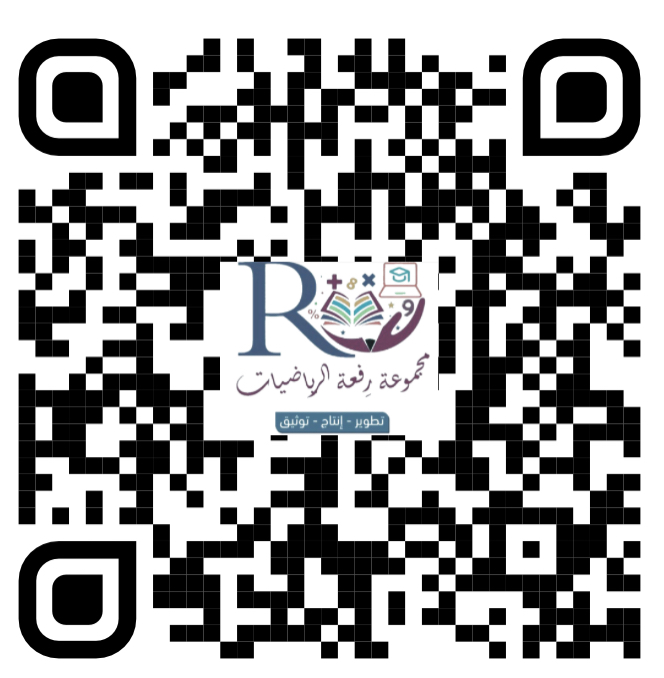 R
مجموعة رفعة الرياضيات
تطوير - إنتاج - توثيق